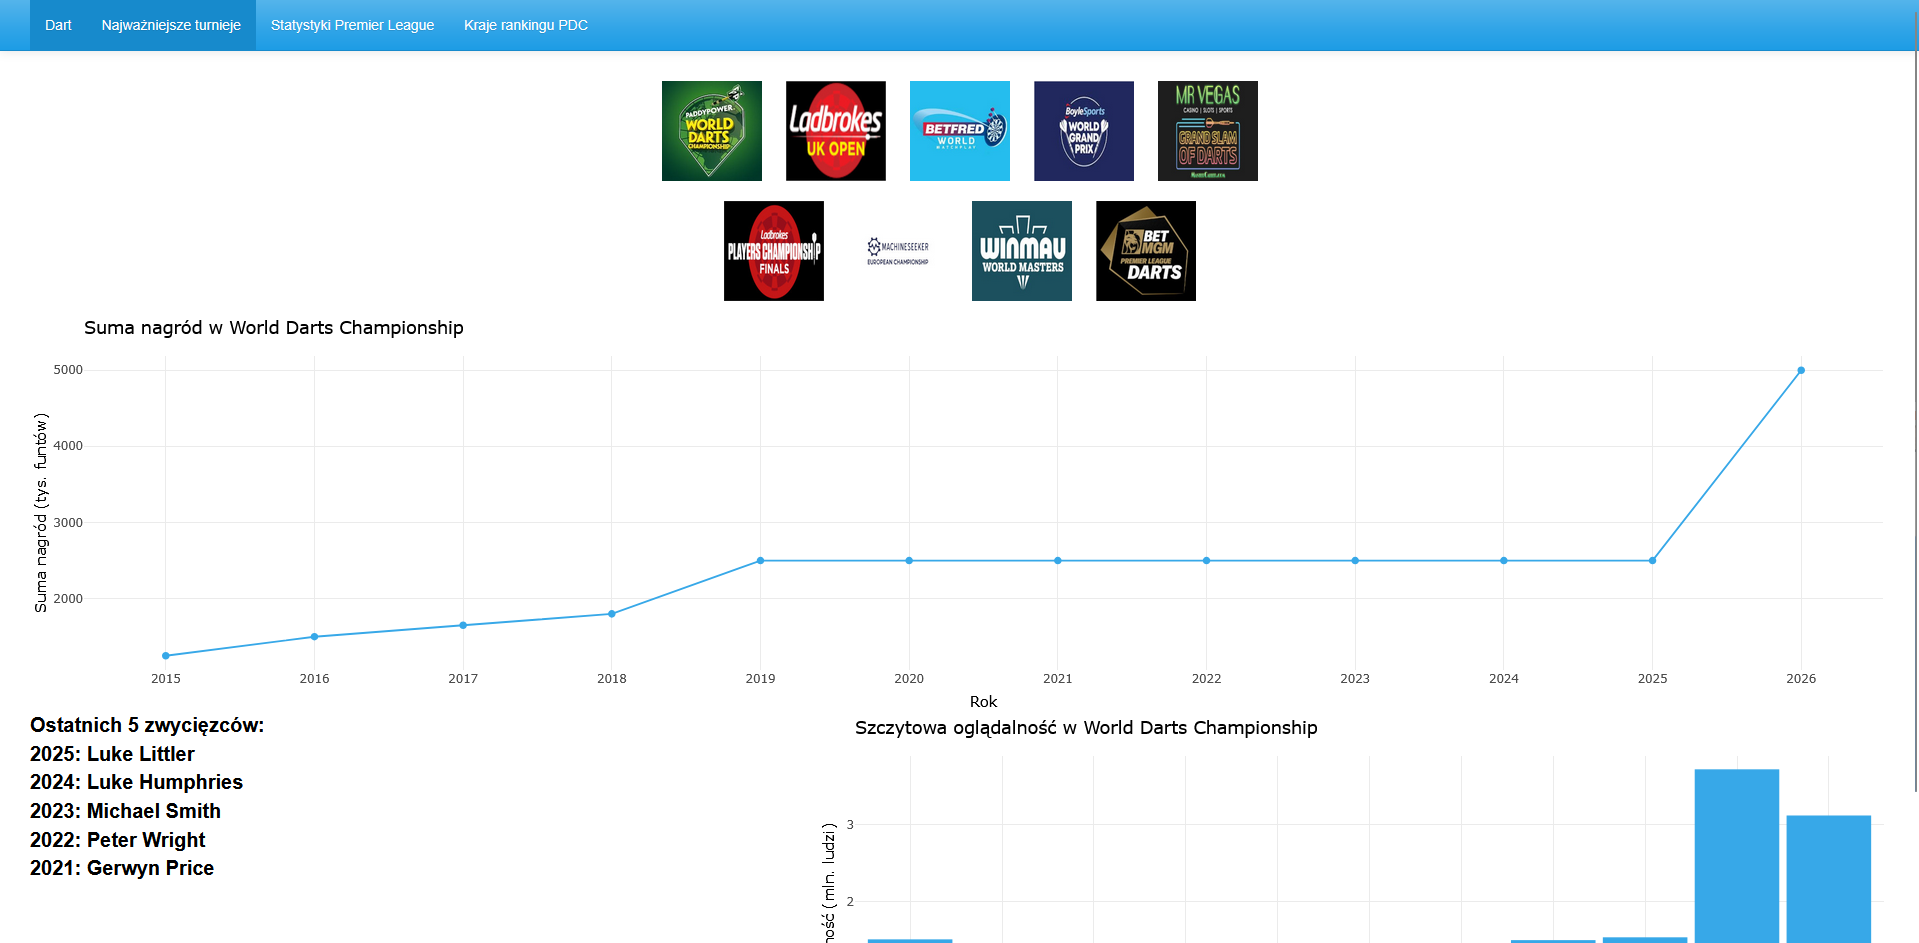 Dart Najważniejsze turnieje Statystyki Premier League Kraje rankingu PDC
PADDYPOWER.
WORLD
DARTS
CHAMPIONSHIP
Ladbrokes
UK OPEN
BETFRED
WORLD
MATCHPLAY
BoyleSports
WORLD
GRAND
PRIX
MR VEGAS
CASINO | SLOTS | SPORTS
GRAND SLAM
OF DARTS
Ladbrokes
PLAYERS CHAMPIONSHIP
FINALS
MACHINESEEKER
EUROPEAN CHAMPIONSHIP
WINMAU
WORLD MASTERS
BET
MGM
PREMIER LEAGUE
DARTS
Suma nagród w World Darts Championship
Suma nagród (tys. funtów)
5000
4000
3000
2000
2015 2016 2017 2018 2019 2020 2021 2022 2023 2024 2025 2026
Rok
Ostatnich 5 zwycięzców:
2025: Luke Littler
2024: Luke Humphries
2023: Michael Smith
2022: Peter Wright
2021: Gerwyn Price
Szczytowa oglądalność w World Darts Championship
ność (mln. ludzi)
3
2